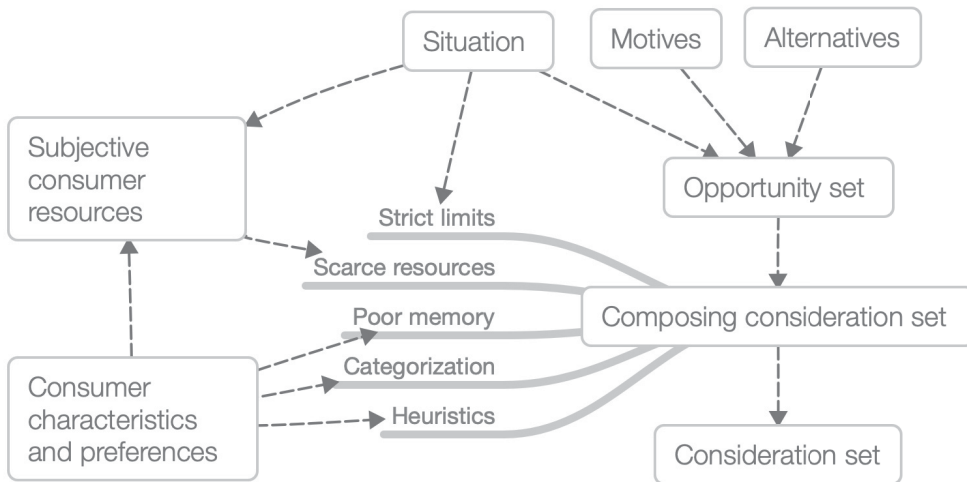 Situation
Motives
Alternatives
Subjective
consumer
resources
Opportunity set
Strict limits
Scarce resources
Poor memory
Composing consideration set
Categorization
Consumer
characteristics
and preferences
Heuristics
Consideration set